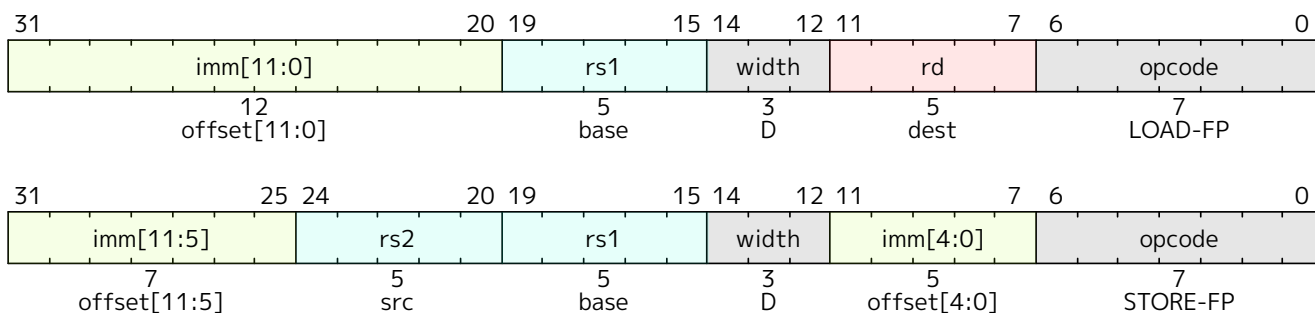 31 20 19 15 14 12 11 7 6 0
imm[11:0] rs1 width rd opcode
12 5 3 5 7
offset[11:0] base D dest LOAD-FP
31 25 24 20 19 15 14 12 11 7 6 0
imm[11:5] rs2 rs1 width imm[4:0] opcode
7 5 5 3 5 7
offset[11:5] src base D offset[4:0] STORE-FP